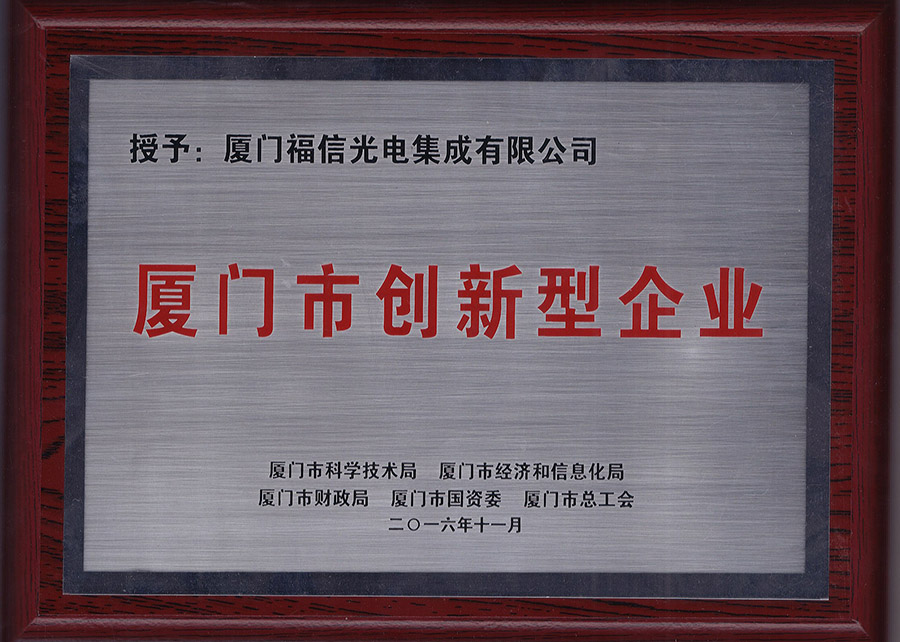 授予：厦门福信光电集成有限公司
厦门市创新型企业
厦门市科学技术局 厦门市经济和信息化局
厦门市财政局 厦门市国资委 厦门市总工会
二〇一六年十一月